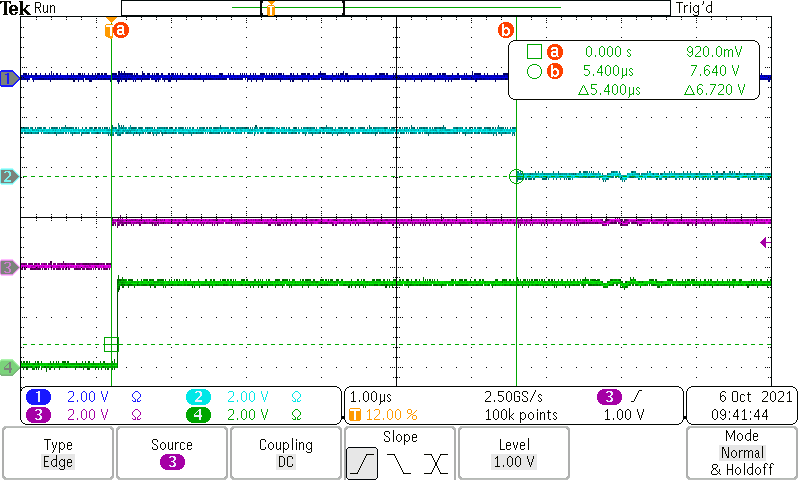 Tek Run Trig'd
T
T a b
a 0.000 s 920.0mV
b 5.400µs 7.640 V
Δ5.400µs Δ6.720 V
1
2
3
4
1 2.00 V Ω 2 2.00 V Ω 1.00µs 2.50GS/s 3 6 Oct 2021
3 2.00 V Ω 4 2.00 V Ω T 12.00 % 100k points 1.00 V 09:41:44
Type Source Coupling Slope Level Mode
Edge 3 DC 1.00 V Normal
& Holdoff